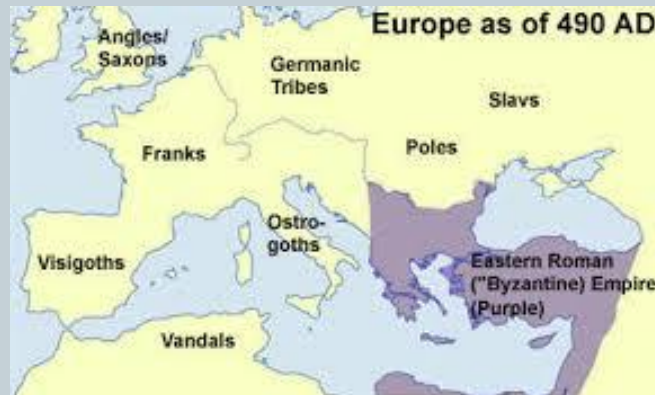 Europe as of 490 AD
Angles/
Saxons
Germanic
Tribes
Slavs
Franks
Poles
Ostro-
goths
Visigoths
Eastern Roman
("Byzantine) Empire
(Purple)
Vandals